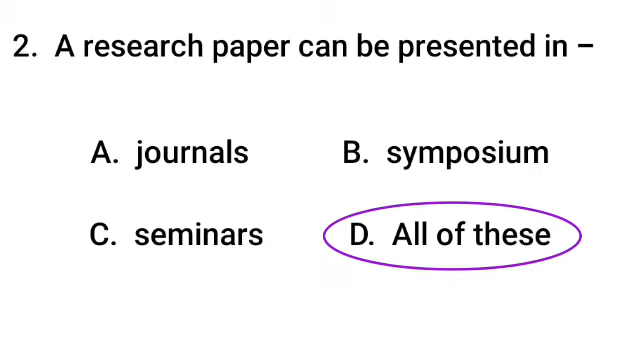 2. A research paper can be presented in –
A. journals B. symposium
C. seminars D. All of these